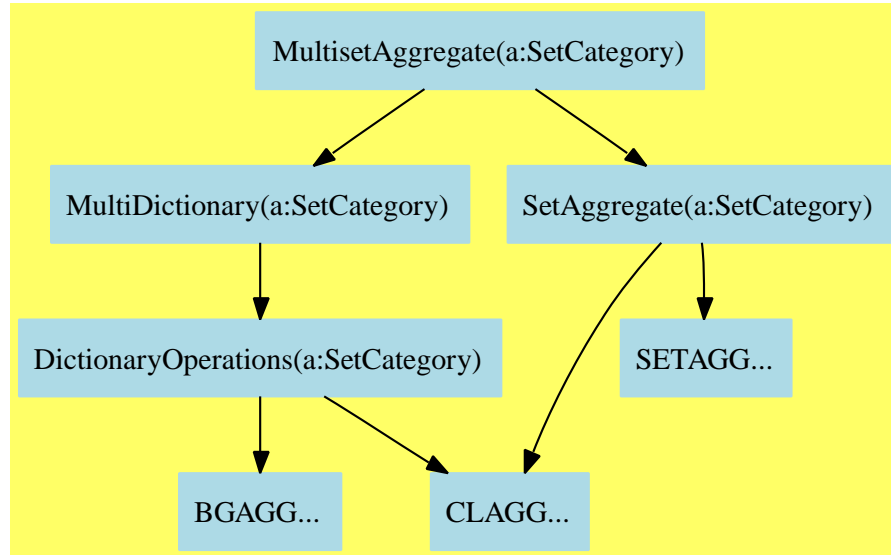 MultisetAggregate(a:SetCategory)
MultiDictionary(a:SetCategory)
SetAggregate(a:SetCategory)
DictionaryOperations(a:SetCategory)
SETAGG...
BGAGG...
CLAGG...